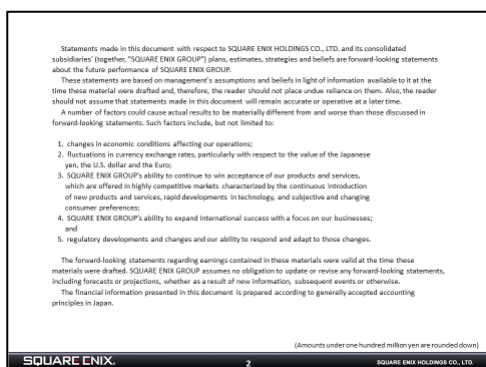 Statements made in this document with respect to SQUARE ENIX HOLDINGS CO., LTD. and its consolidated
subsidiaries' (together, "SQUARE ENIX GROUP") plans, estimates, strategies and beliefs are forward-looking statements
about the future performance of SQUARE ENIX GROUP.
These statements are based on management's assumptions and beliefs in light of information available to it at the
time these material were drafted and, therefore, the reader should not place undue reliance on them. Also, the reader
should not assume that statements made in this document will remain accurate or operative at a later time.
A number of factors could cause actual results to be materially different from and worse than those discussed in
forward-looking statements. Such factors include, but not limited to:
1. changes in economic conditions affecting our operations;
2. fluctuations in currency exchange rates, particularly with respect to the value of the Japanese
yen, the U.S. dollar and the Euro;
3. SQUARE ENIX GROUP's ability to continue to win acceptance of our products and services,
which are offered in highly competitive markets characterized by the continuous introduction
of new products and services, rapid developments in technology, and subjective and changing
consumer preferences;
4. SQUARE ENIX GROUP's ability to expand international success with a focus on our businesses;
and
5. regulatory developments and changes and our ability to respond and adapt to those changes.
The forward-looking statements regarding earnings contained in these materials were valid at the time these
materials were drafted. SQUARE ENIX GROUP assumes no obligation to update or revise any forward-looking statements,
including forecasts or projections, whether as a result of new information, subsequent events or otherwise.
The financial information presented in this document is prepared according to generally accepted accounting
principles in Japan.
(Amounts under one hundred million yen are rounded down)
SQUARE ENIX. 2 SQUARE ENIX HOLDINGS CO., LTD.